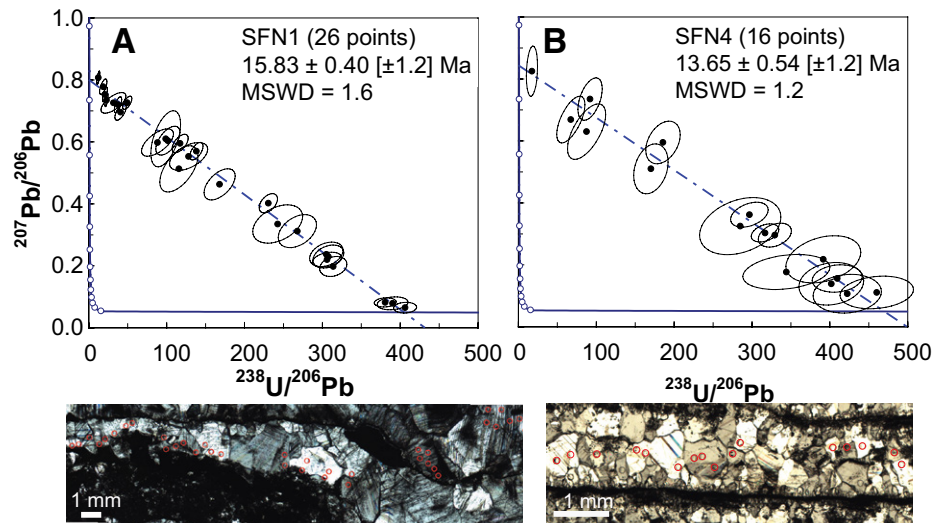 A
SFN1 (26 points)
15.83 ± 0.40 [±1.2] Ma
MSWD = 1.6
1.0
0.8
0.6
0.4
0.2
0.0
²⁰⁷Pb/²⁰⁶Pb
0 100 200 300 400 500
²³⁸U/²⁰⁶Pb
B
SFN4 (16 points)
13.65 ± 0.54 [±1.2] Ma
MSWD = 1.2
0 100 200 300 400 500
²³⁸U/²⁰⁶Pb
1 mm
1 mm